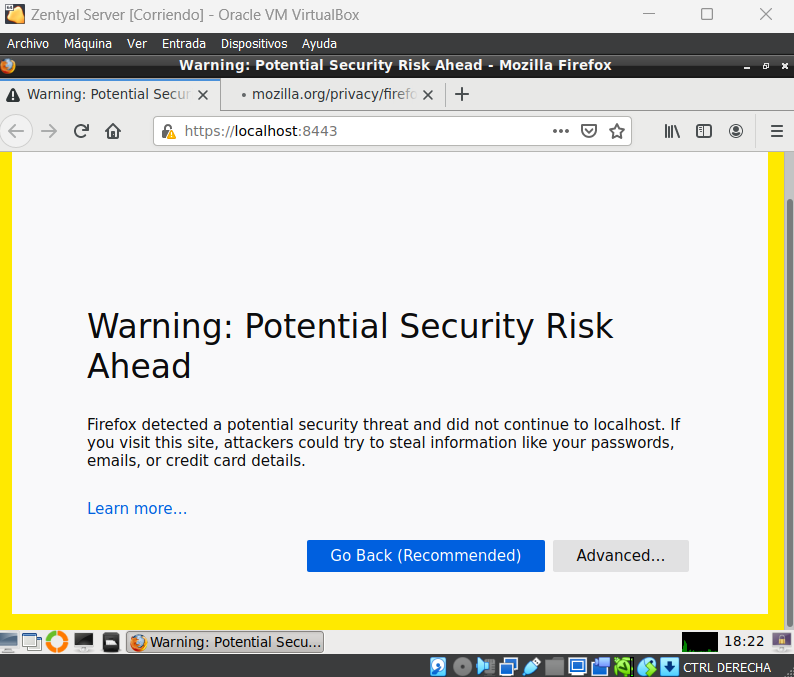 Zentyal Server [Corriendo] - Oracle VM VirtualBox
Archivo Máquina Ver Entrada Dispositivos Ayuda
Warning: Potential Security Risk Ahead - Mozilla Firefox
Warning: Potential Secur
mozilla.org/privacy/firefo
https://localhost:8443
Warning: Potential Security Risk
Ahead
Firefox detected a potential security threat and did not continue to localhost. If
you visit this site, attackers could try to steal information like your passwords,
emails, or credit card details.
Learn more...
Go Back (Recommended) Advanced...
Warning: Potential Secu... 18:22
CTRL DERECHA